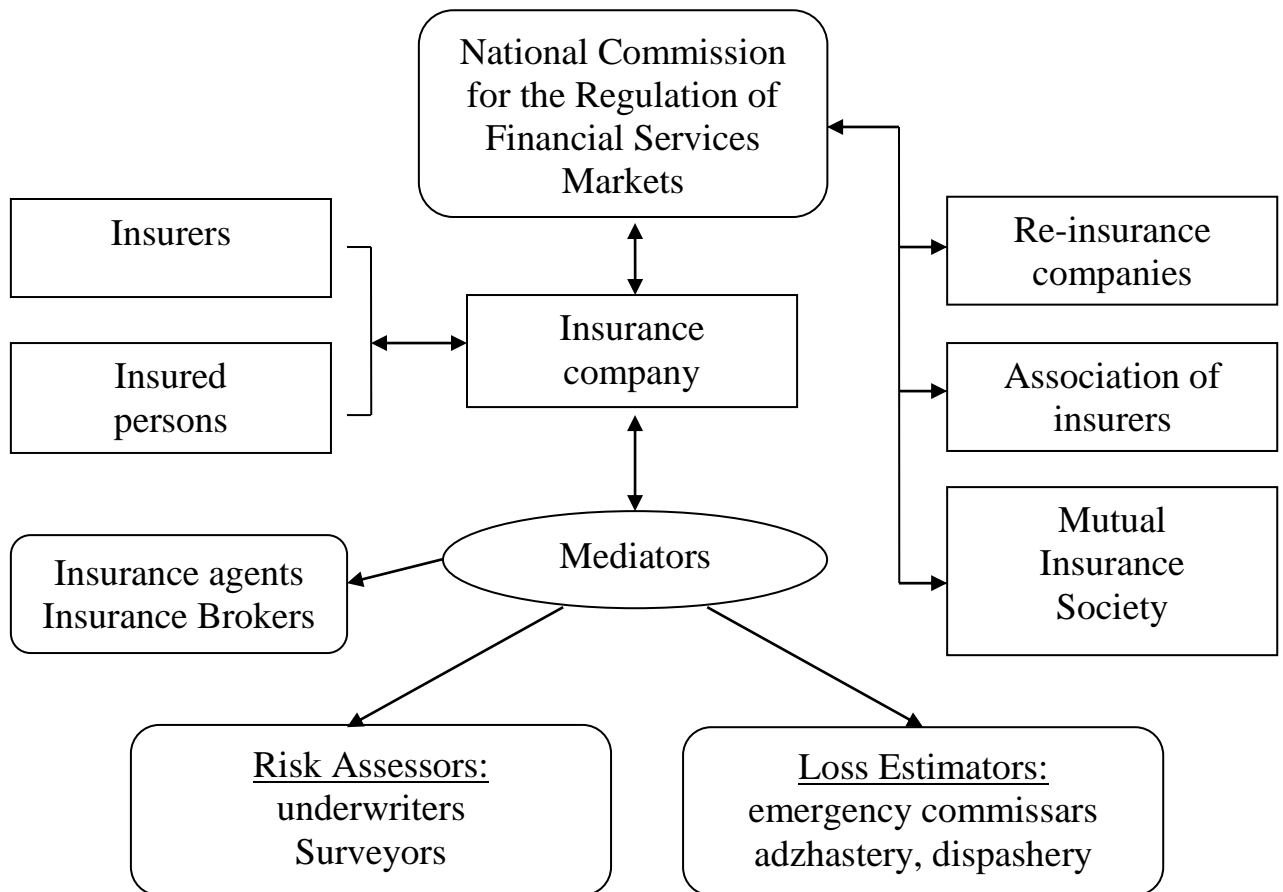 National Commission
for the Regulation of
Financial Services
Markets
Insurers
Insured
persons
Insurance
company
Re-insurance
companies
Association of
insurers
Mutual
Insurance
Society
Mediators
Insurance agents
Insurance Brokers
Risk Assessors:
underwriters
Surveyors
Loss Estimators:
emergency commissars
adzhastery, dispashery